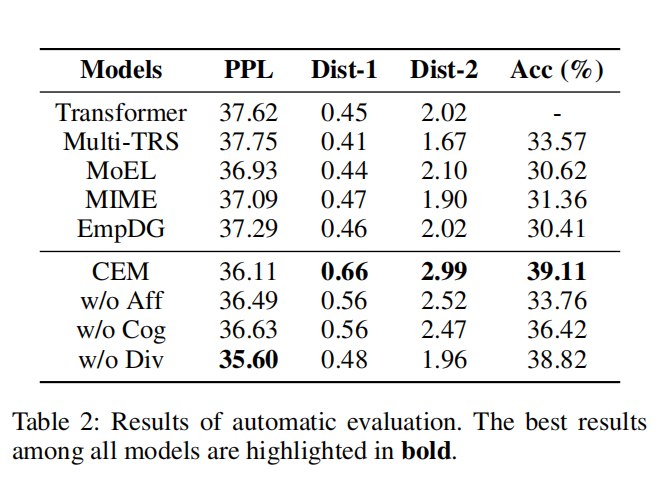 Models PPL Dist-1 Dist-2 Acc (%)
Transformer 37.62 0.45 2.02 -
Multi-TRS 37.75 0.41 1.67 33.57
MoEL 36.93 0.44 2.10 30.62
MIME 37.09 0.47 1.90 31.36
EmpDG 37.29 0.46 2.02 30.41
CEM 36.11 0.66 2.99 39.11
w/o Aff 36.49 0.56 2.52 33.76
w/o Cog 36.63 0.56 2.47 36.42
w/o Div 35.60 0.48 1.96 38.82
Table 2: Results of automatic evaluation. The best results
among all models are highlighted in bold.